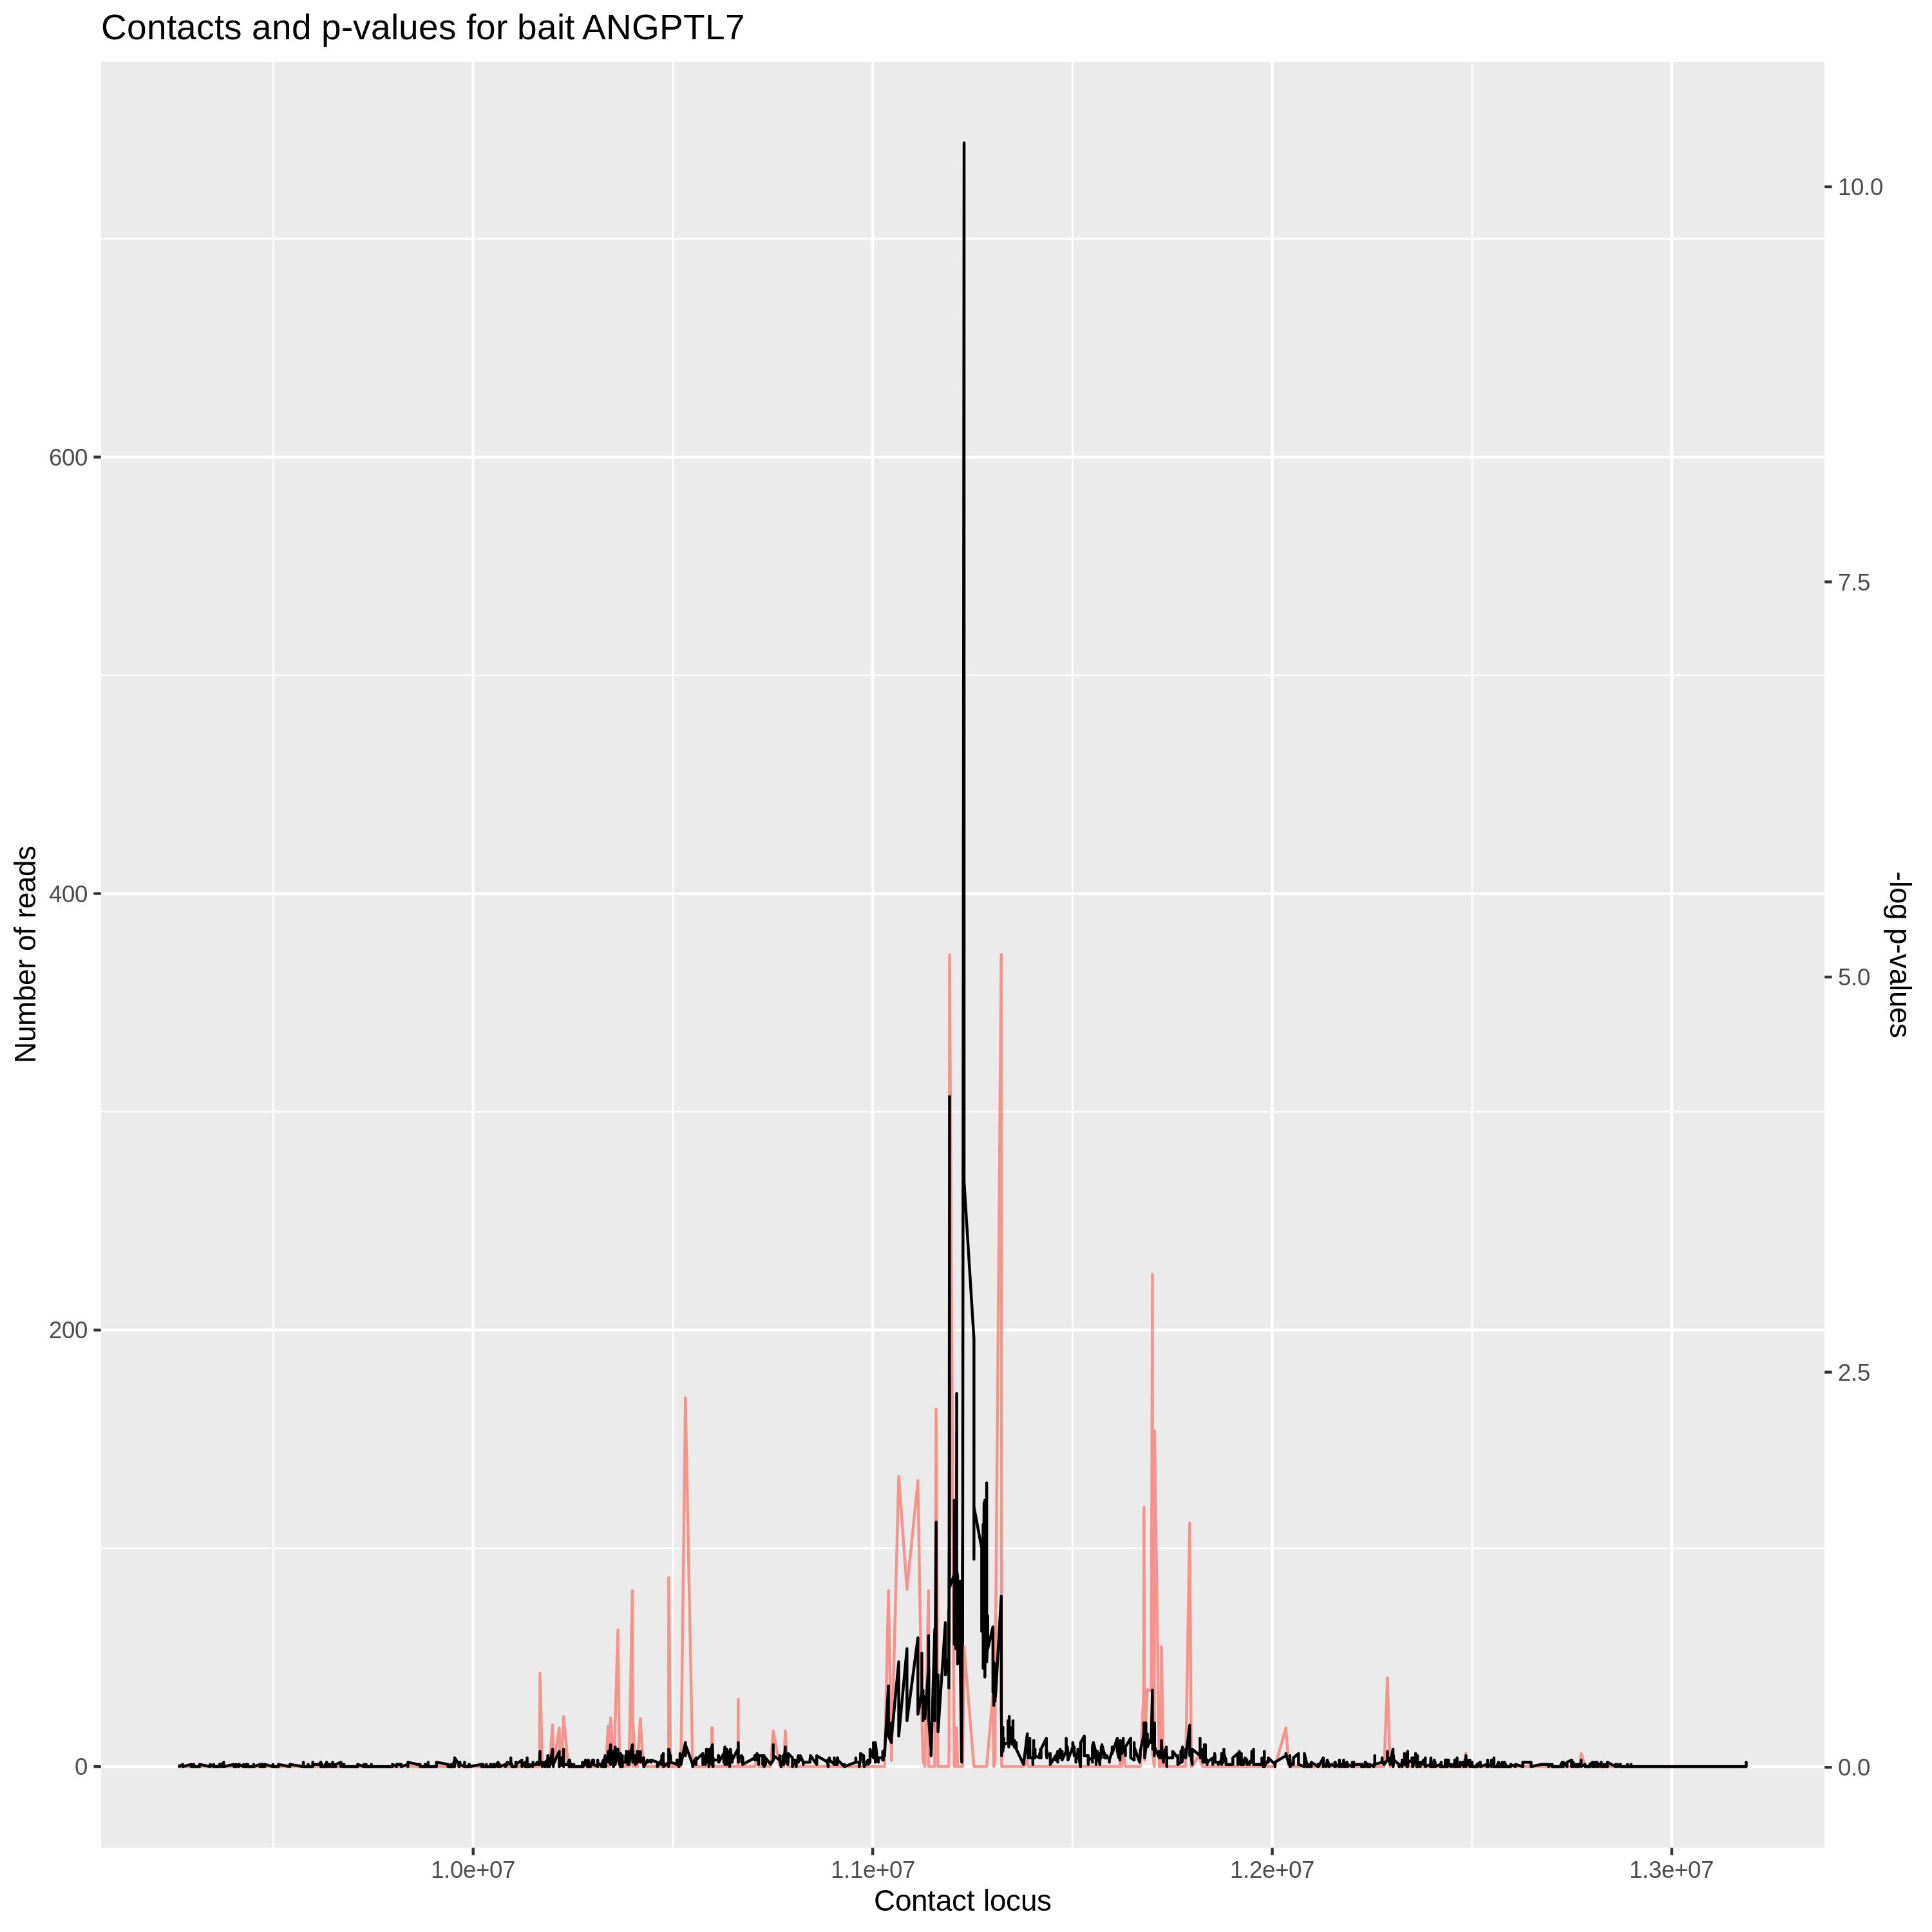 Contacts and p-values for bait ANGPTL7
Number of reads
600
400
200
0
10.0
7.5
5.0
2.5
0.0
-log p-values
1.0e+07
1.1e+07
1.2e+07
1.3e+07
Contact locus